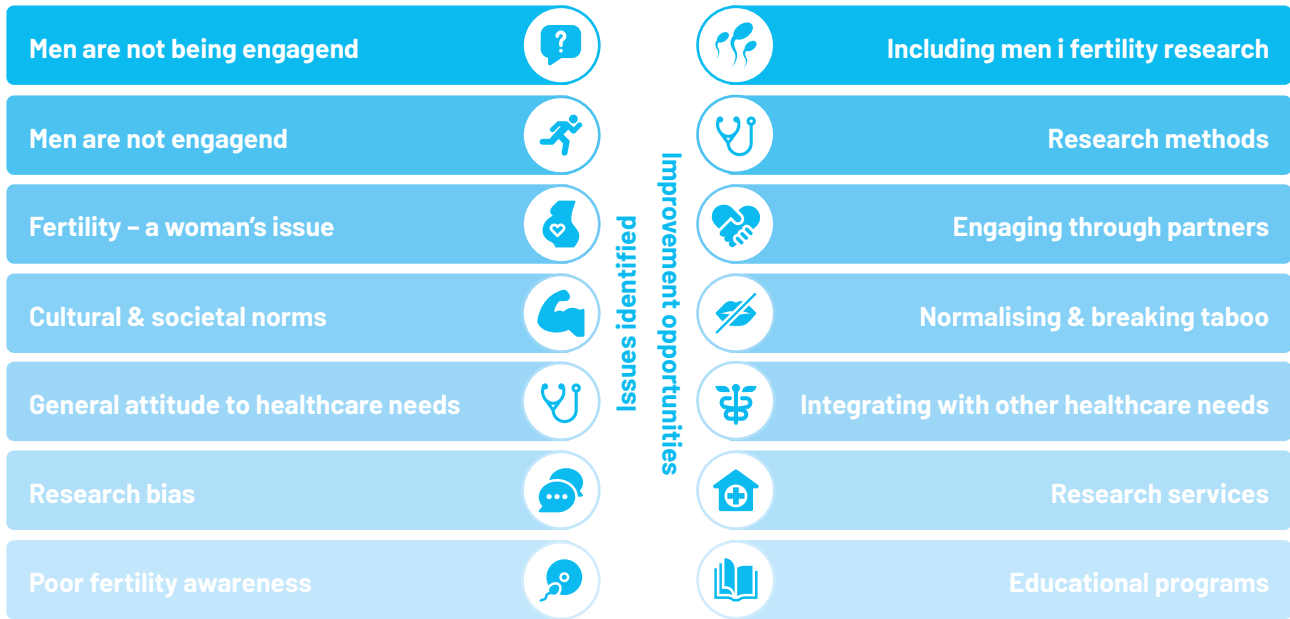 Men are not being engagend
Men are not engagend
Fertility – a woman's issue
Cultural & societal norms
General attitude to healthcare needs
Research bias
Poor fertility awareness
Issues identified
Improvement opportunities
Including men i fertility research
Research methods
Engaging through partners
Normalising & breaking taboo
Integrating with other healthcare needs
Research services
Educational programs
?